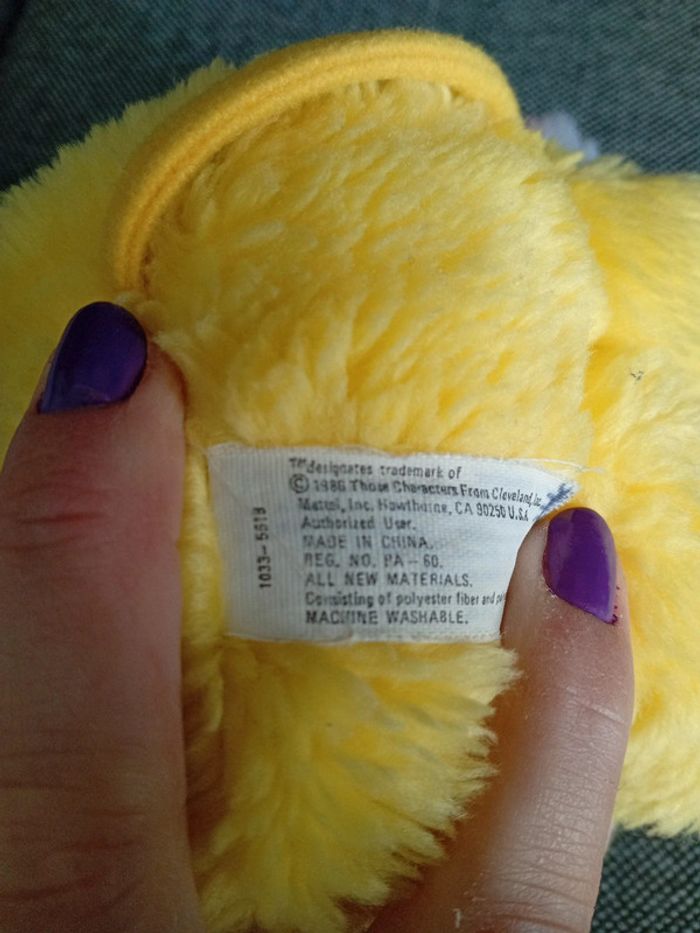 TM designates trademark of
© 1986 Those Characters From Cleveland, Inc.
Mattel, Inc. Hawthorne, CA 90250 U.S.A
Authorized User.
MADE IN CHINA.
REG. NO. PA-60.
ALL NEW MATERIALS.
Consisting of polyester fiber and
MACHINE WASHABLE.
1033-5519